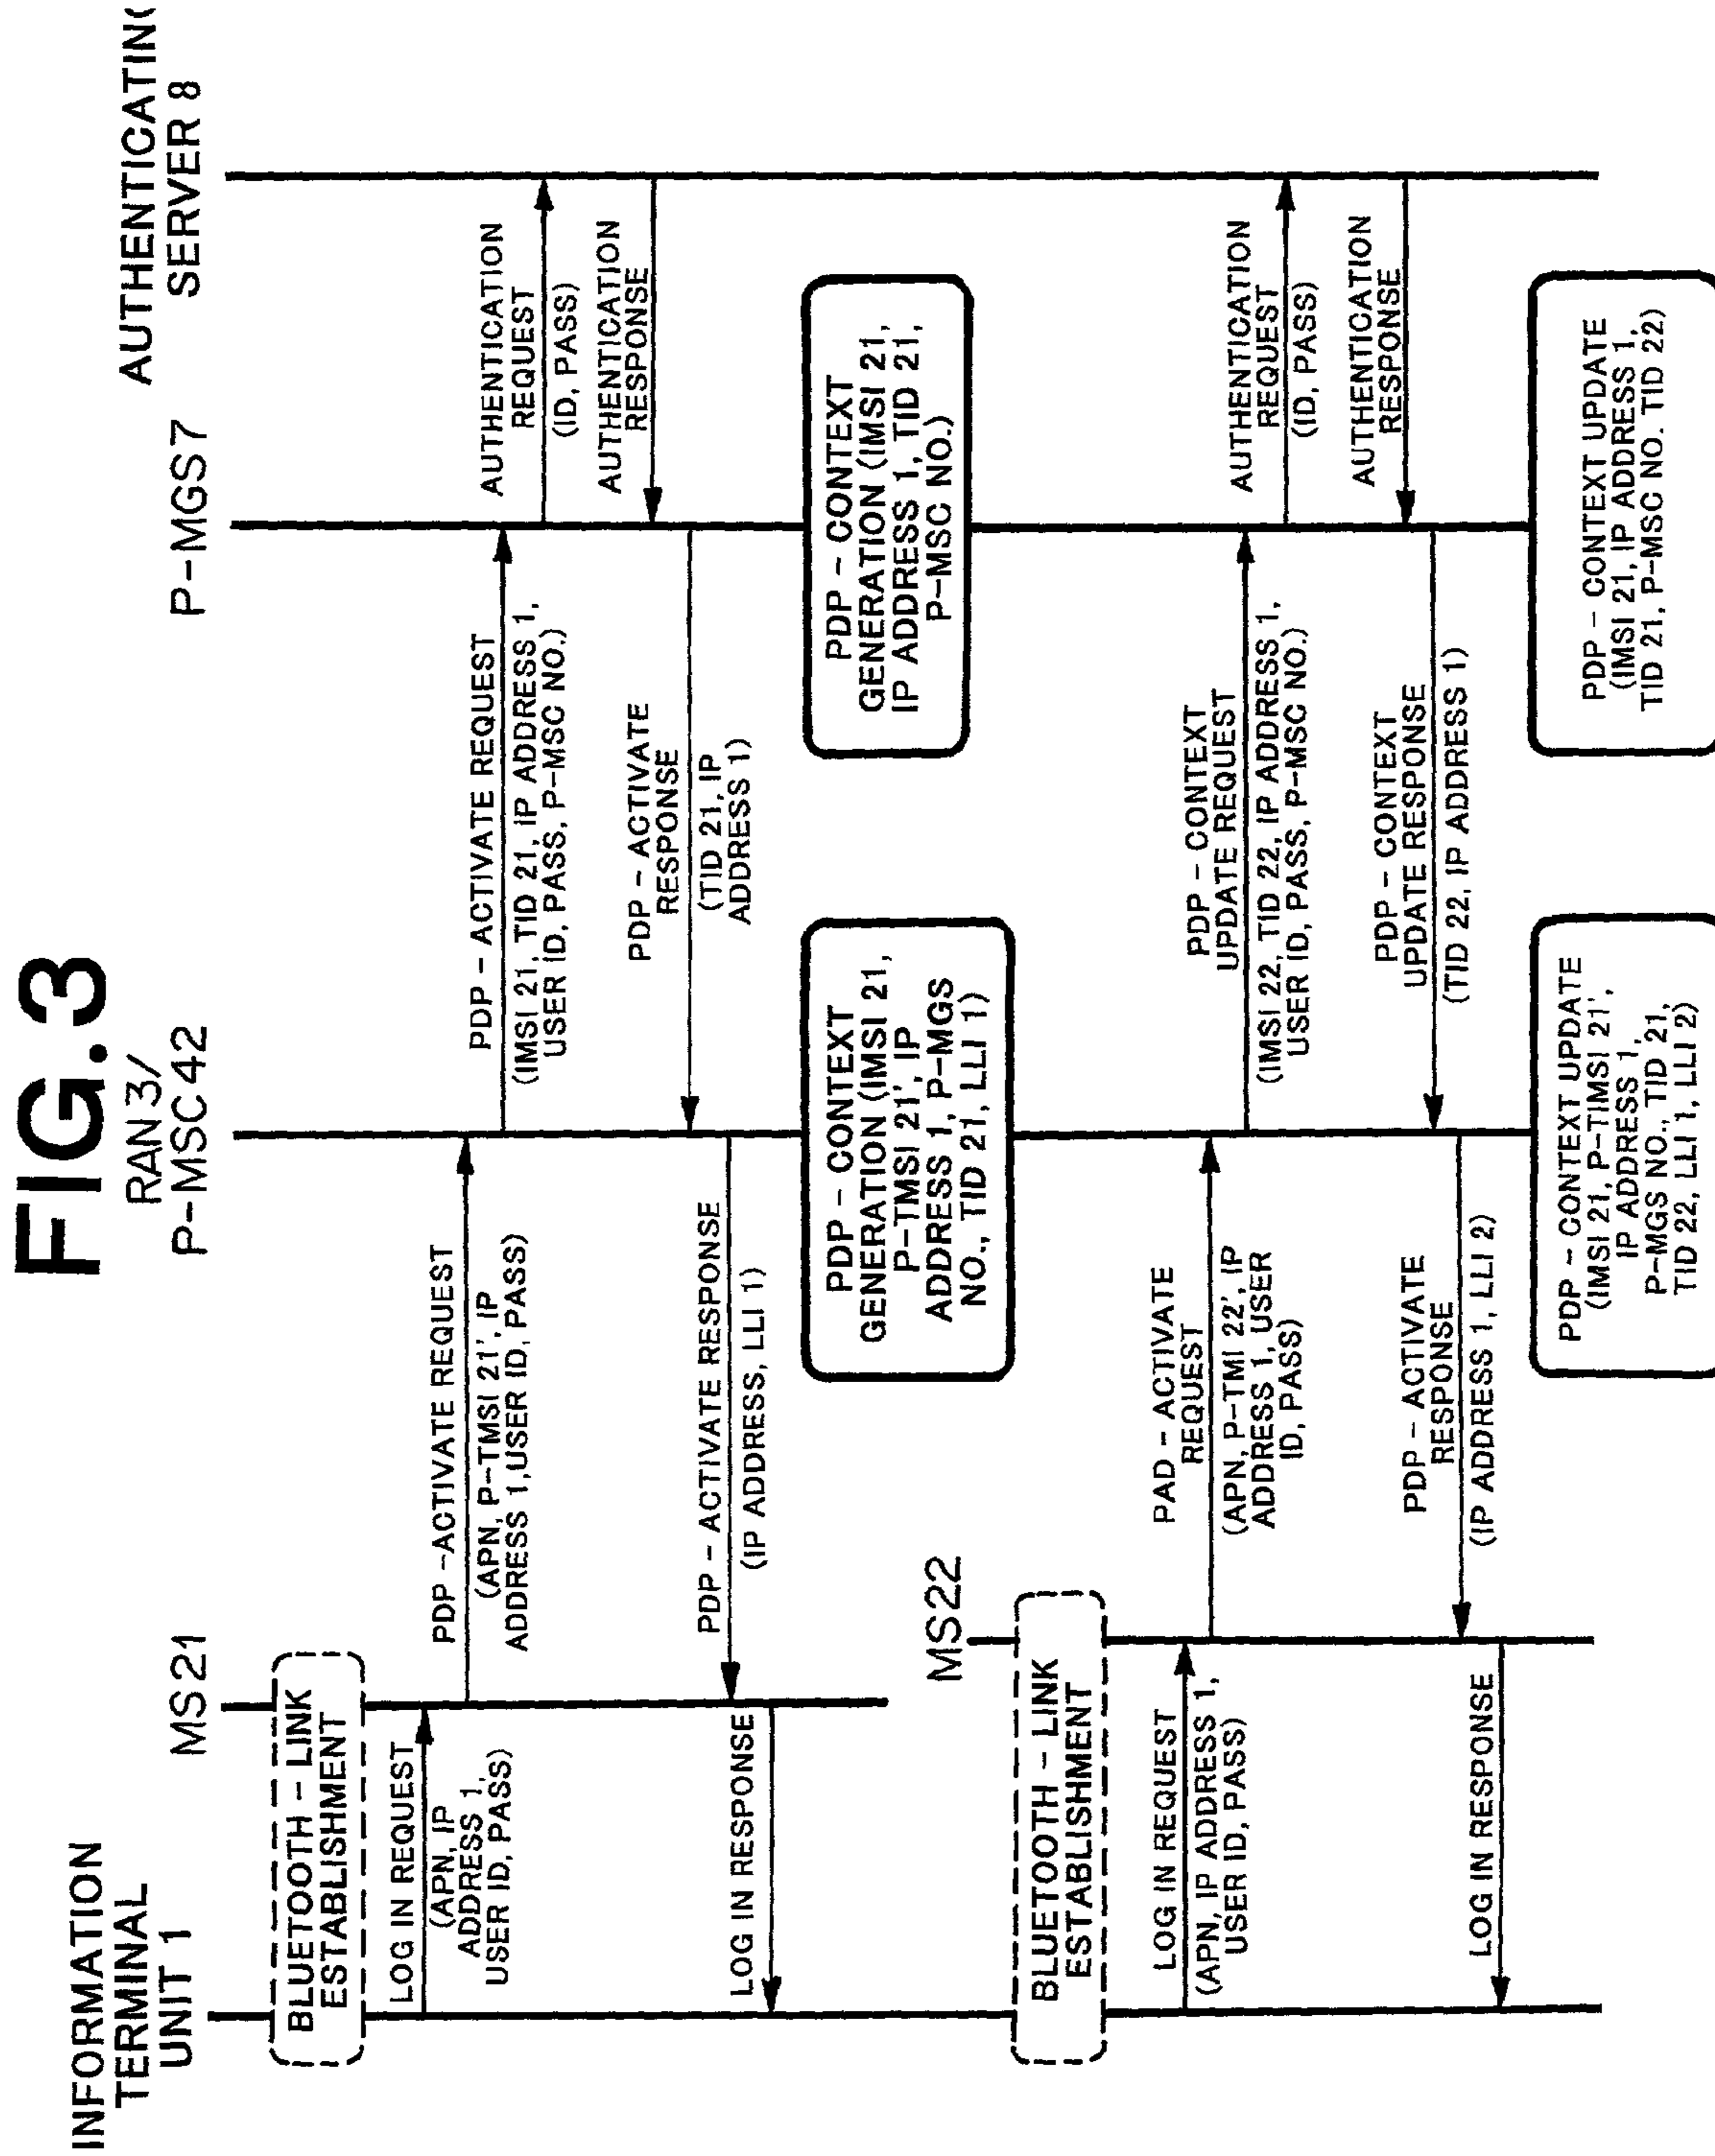 FIG.3
INFORMATION
TERMINAL
UNIT 1
MS21
RAN3/
P-MSC42
P-MGS7
AUTHENTICATING
SERVER 8
BLUETOOTH - LINK
ESTABLISHMENT
LOG IN REQUEST
(APN, IP
ADDRESS 1,
USER ID, PASS)
PDP -ACTIVATE REQUEST
(APN, P-TMSI 21', IP
ADDRESS 1,USER ID, PASS)
PDP - ACTIVATE REQUEST
(IMSI 21, TID 21, IP ADDRESS 1,
USER ID, PASS, P-MSC NO.)
AUTHENTICATION
REQUEST
(ID, PASS)
AUTHENTICATION
RESPONSE
PDP - ACTIVATE
RESPONSE
(TID 21, IP
ADDRESS 1)
PDP - ACTIVATE RESPONSE
(IP ADDRESS, LLI 1)
LOG IN RESPONSE
PDP - CONTEXT
GENERATION (IMSI 21,
P-TMSI 21', IP
ADDRESS 1, P-MGS
NO., TID 21, LLI 1)
PDP - CONTEXT
GENERATION (IMSI 21,
IP ADDRESS 1, TID 21,
P-MSC NO.)
MS22
BLUETOOTH - LINK
ESTABLISHMENT
LOG IN REQUEST
(APN, IP ADDRESS 1,
USER ID, PASS)
PAD - ACTIVATE
REQUEST
(APN, P-TMI 22', IP
ADDRESS 1, USER
ID, PASS)
PDP - CONTEXT
UPDATE REQUEST
(IMSI 22, TID 22, IP ADDRESS 1,
USER ID, PASS, P-MSC NO.)
AUTHENTICATION
REQUEST
(ID, PASS)
AUTHENTICATION
RESPONSE
PDP - CONTEXT
UPDATE RESPONSE
(TID 22, IP ADDRESS 1)
PDP - ACTIVATE
RESPONSE
(IP ADDRESS 1, LLI 2)
LOG IN RESPONSE
PDP - CONTEXT UPDATE
(IMSI 21, P-TIMSI 21',
IP ADDRESS 1,
P-MGS NO., TID 21,
TID 22, LLI 1, LLI 2)
PDP - CONTEXT UPDATE
(IMSI 21, IP ADDRESS 1,
TID 21, P-MSC NO. TID 22)